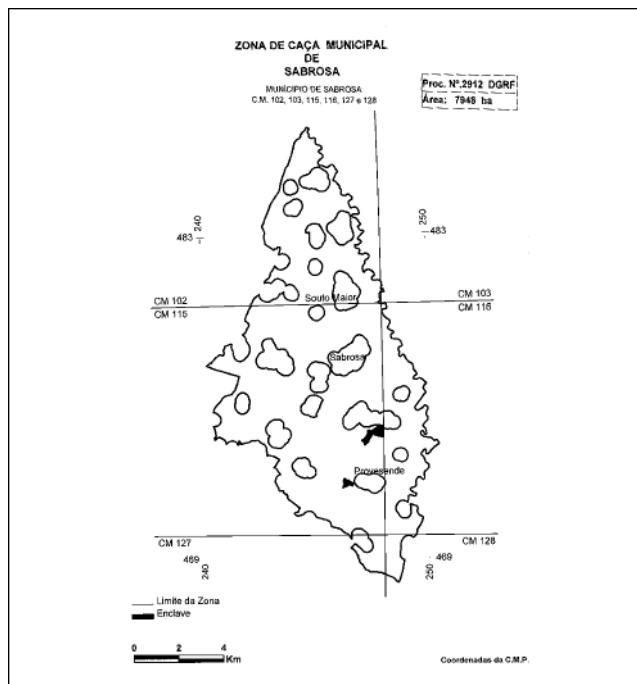 ZONA DE CAÇA MUNICIPAL
DE
SABROSA
MUNICÍPIO DE SABROSA
C.M. 102, 103, 115, 116, 127 e 128
Proc. Nº.2912 DGRF
Área: 7948 ha
240
483
250
483
CM 102
CM 115
Souto Maior
CM 103
CM 116
Sabrosa
Provesende
CM 127
469
240
CM 128
469
250
Limite da Zona
Enclave
0 2 4
Km
Coordenadas da C.M.P.